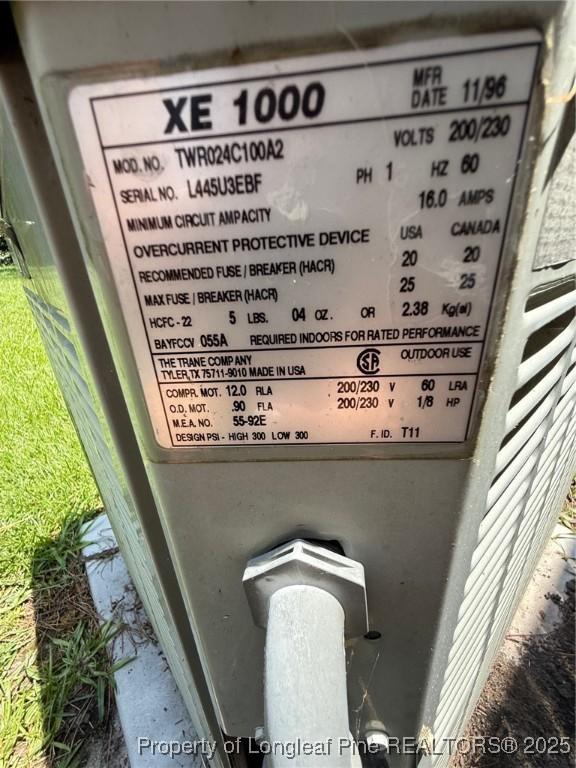 XE 1000 MFR DATE 11/96
MOD. NO. TWR024C100A2 VOLTS 200/230
SERIAL NO. L445U3EBF PH 1 HZ 60
MINIMUM CIRCUIT AMPACITY 16.0 AMPS
OVERCURRENT PROTECTIVE DEVICE USA CANADA
RECOMMENDED FUSE / BREAKER (HACR) 20 20
MAX FUSE / BREAKER (HACR) 25 25
HCFC - 22 5 LBS. 04 OZ. OR 2.38 Kg(si)
BAYFCCV 055A REQUIRED INDOORS FOR RATED PERFORMANCE
THE TRANE COMPANY OUTDOOR USE
TYLER, TX 75711-9010 MADE IN USA
COMPR. MOT. 12.0 RLA 200/230 V 60 LRA
O.D. MOT. .90 FLA 200/230 V 1/8 HP
M.E.A. NO. 55-92E
DESIGN PSI - HIGH 300 LOW 300 F. ID. T11
Property of Longleaf Pine REALTORS® ©2025